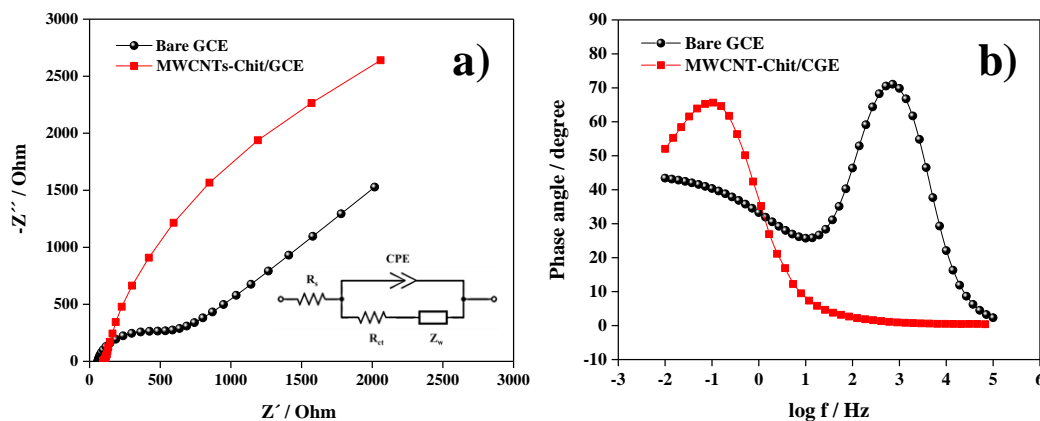 a)
Bare GCE
MWCNTs-Chit/GCE
-Z´´ / Ohm
3000
2500
2000
1500
1000
500
0
0 500 1000 1500 2000 2500 3000
Z´ / Ohm
CPE
Rs
Rct
Zw
b)
Bare GCE
MWCNT-Chit/CGE
Phase angle / degree
90
80
70
60
50
40
30
20
10
0
-10
-3 -2 -1 0 1 2 3 4 5 6
log f / Hz